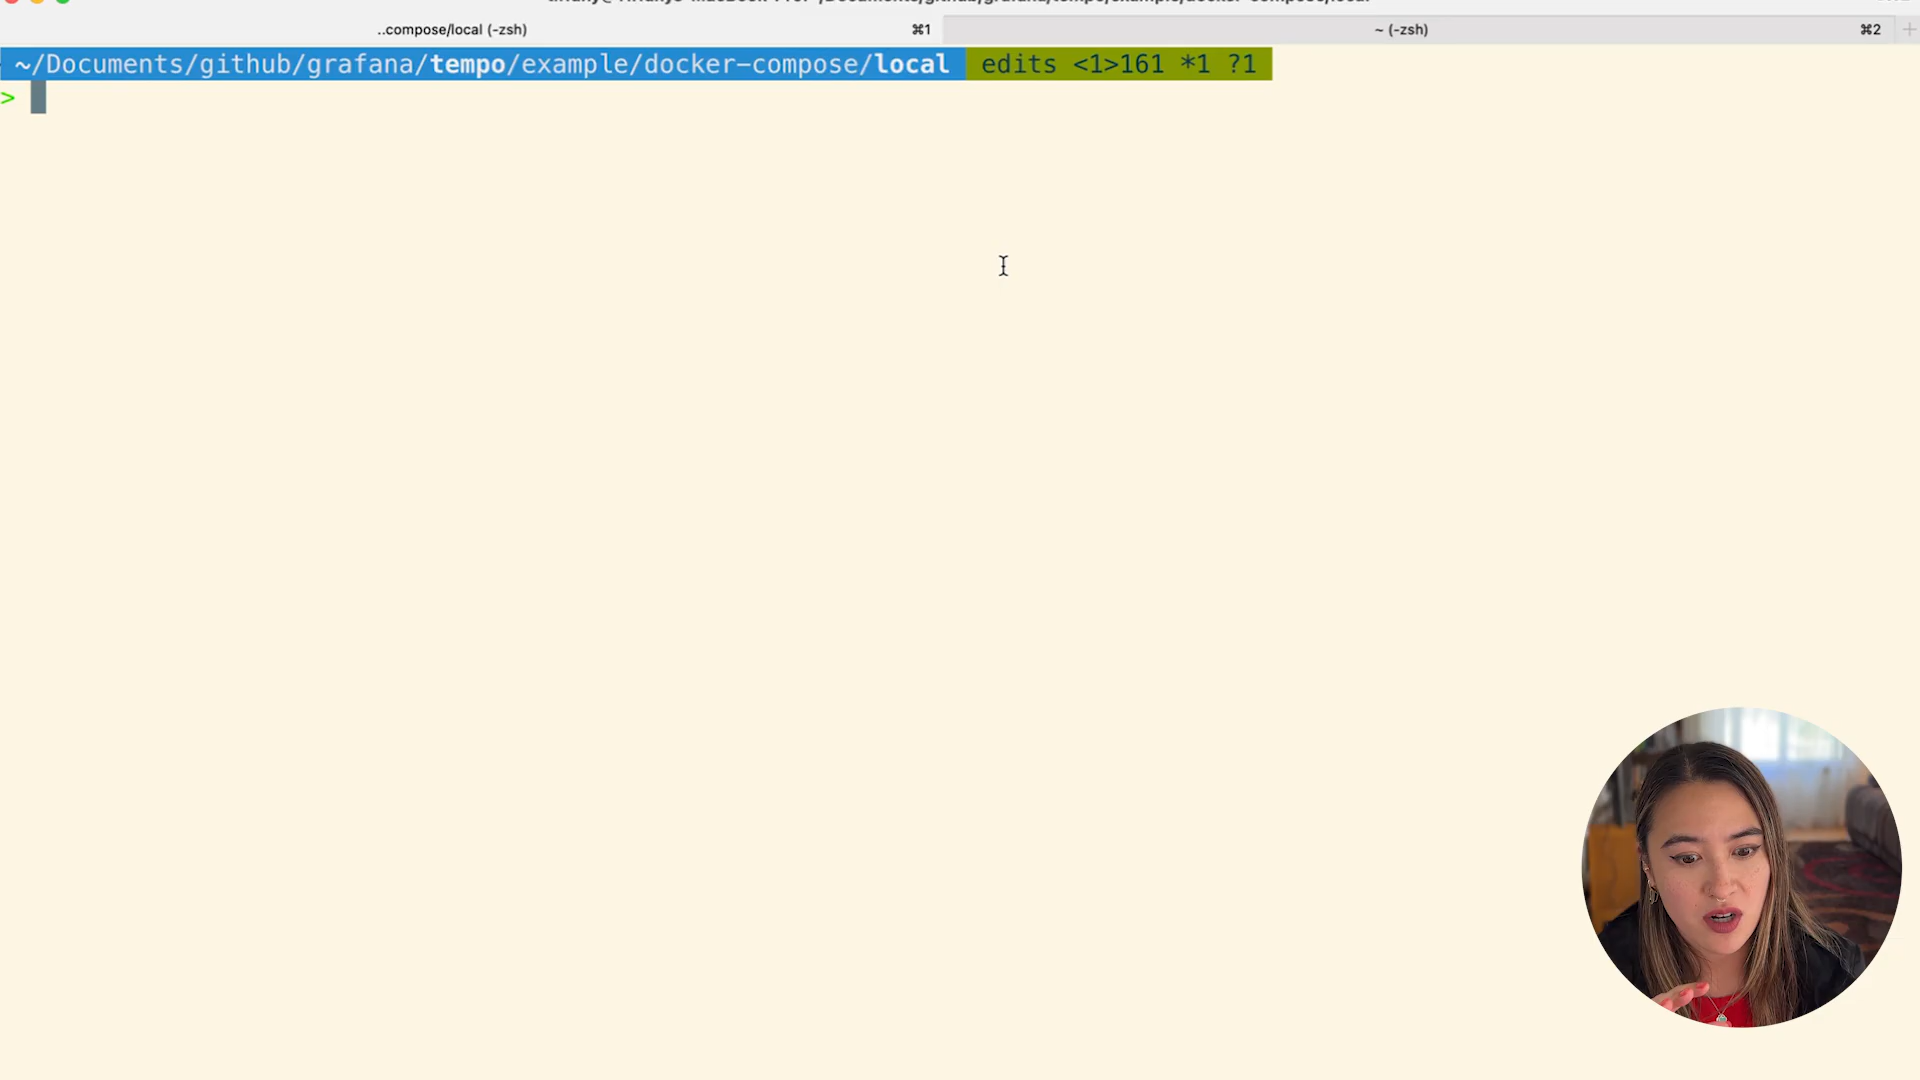 ..compose/local (-zsh) ⌘1 ~ (-zsh) ⌘2 +
~/Documents/github/grafana/tempo/example/docker-compose/local edits <1>161 *1 ?1
>